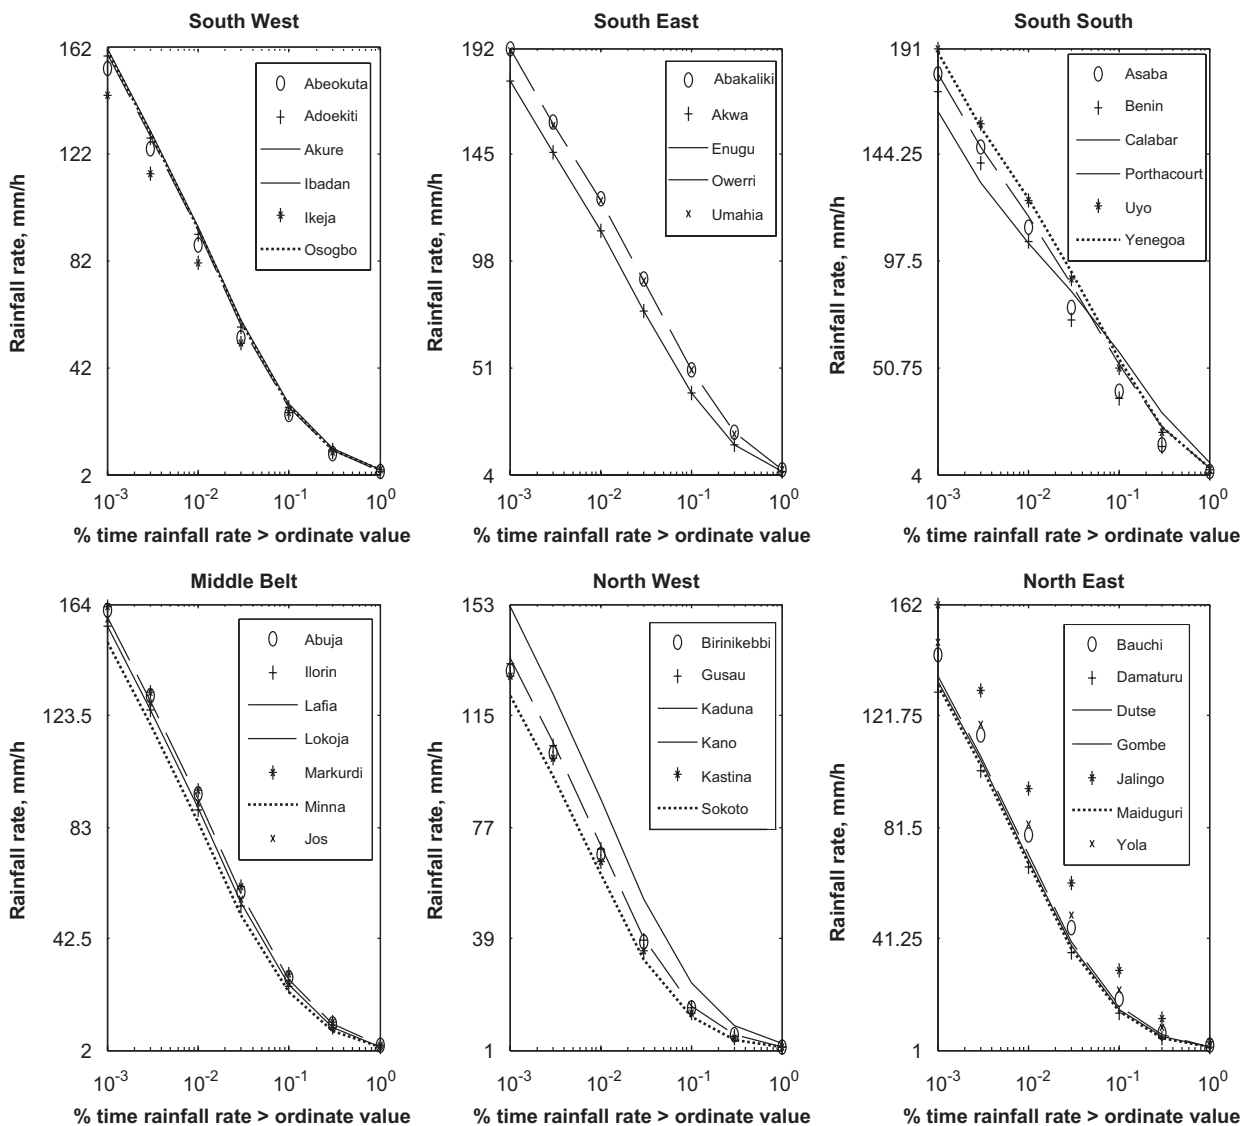 South West
162
122
82
42
2
Rainfall rate, mm/h
Abeokuta
Adoekiti
Akure
Ibadan
Ikeja
Osogbo
10^-3
10^-2
10^-1
10^0
% time rainfall rate > ordinate value
South East
192
145
98
51
4
Rainfall rate, mm/h
Abakaliki
Akwa
Enugu
Owerri
Umahia
10^-3
10^-2
10^-1
10^0
% time rainfall rate > ordinate value
South South
191
144.25
97.5
50.75
4
Rainfall rate, mm/h
Asaba
Benin
Calabar
Porthacourt
Uyo
Yenegoa
10^-3
10^-2
10^-1
10^0
% time rainfall rate > ordinate value
Middle Belt
164
123.5
83
42.5
2
Rainfall rate, mm/h
Abuja
Ilorin
Lafia
Lokoja
Markurdi
Minna
Jos
10^-3
10^-2
10^-1
10^0
% time rainfall rate > ordinate value
North West
153
115
77
39
1
Rainfall rate, mm/h
Birinikebbi
Gusau
Kaduna
Kano
Kastina
Sokoto
10^-3
10^-2
10^-1
10^0
% time rainfall rate > ordinate value
North East
162
121.75
81.5
41.25
1
Rainfall rate, mm/h
Bauchi
Damaturu
Dutse
Gombe
Jalingo
Maiduguri
Yola
10^-3
10^-2
10^-1
10^0
% time rainfall rate > ordinate value